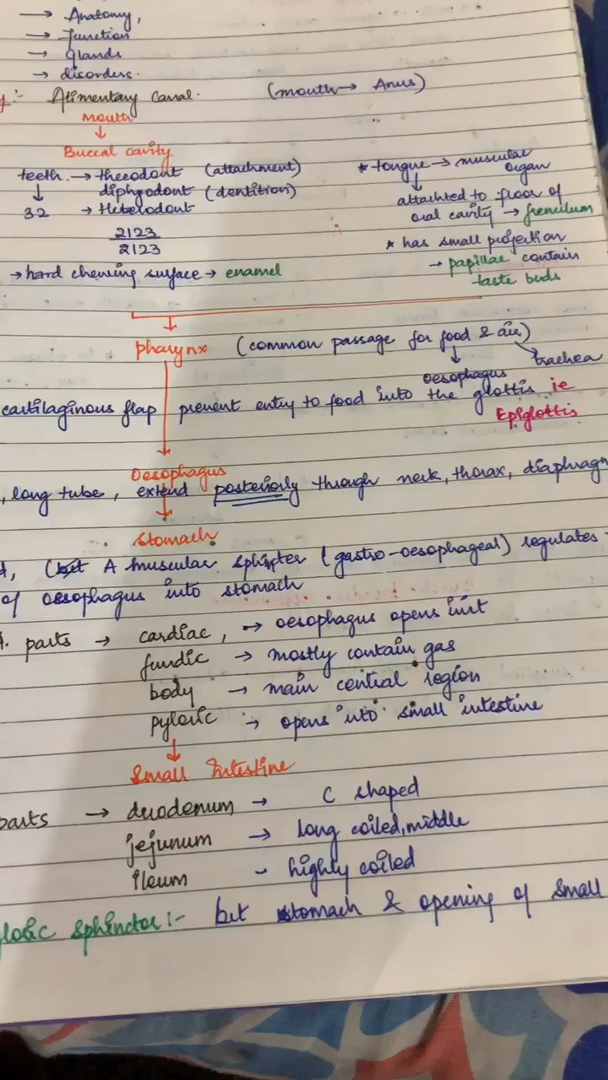 → Anatomy,
→ function
→ glands
→ disorders.
Alimentary Canal. (mouth → Anus)
mouth
↓
Buccal cavity
teeth. → thecodont (attachment)
diphyodont (dentition)
↓
32 → Heterodont
2123
2123
→ hard chewing surface → enamel
* tongue → muscular organ
↓
attachted to floor of
oral cavity → frenulum
* has small projection
→ papillae contain
taste buds
↓
pharynx (common passage for food & air)
oesophagus trachea
cartilaginous flap prevent entry to food into the glottis ie
Epiglottis
Oesophagus
, long tube, extend posteriorly through neck, thorax, diaphragm
stomach
(but A muscular sphincter (gastro-oesophageal) regulates
of oesophagus into stomach
parts → cardiac, → oesophagus opens init
fundic → mostly contain gas
body → main central region
pyloric → opens into small intestine
↓
Small Intestine
parts → duodenum → C shaped
jejunum → long coiled, middle
ileum - highly coiled
sphinctor:- bet stomach & opening of small